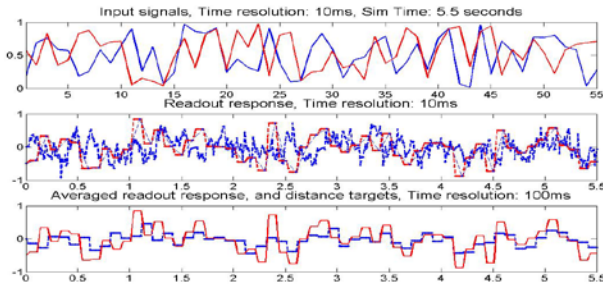 Input signals, Time resolution: 10ms, Sim Time: 5.5 seconds
1
0.5
0
5 10 15 20 25 30 35 40 45 50 55
Readout response, Time resolution: 10ms
1
0
-1
0 0.5 1 1.5 2 2.5 3 3.5 4 4.5 5 5.5
Averaged readout response, and distance targets, Time resolution: 100ms
1
0
-1
0 0.5 1 1.5 2 2.5 3 3.5 4 4.5 5 5.5